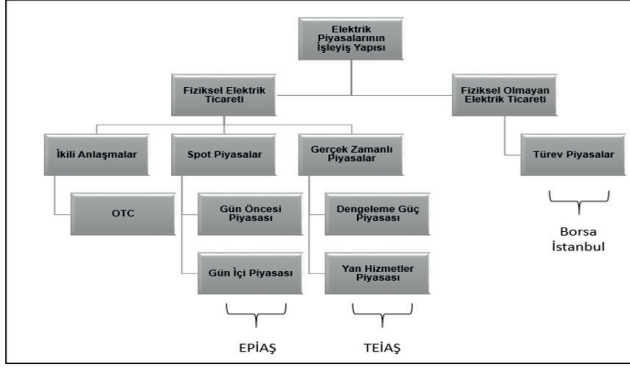 Elektrik
Piyasalarının
İşleyiş Yapısı
Fiziksel Elektrik
Ticareti
Fiziksel Olmayan
Elektrik Ticareti
İkili Anlaşmalar
Spot Piyasalar
Gerçek Zamanlı
Piyasalar
Türev Piyasalar
OTC
Gün Öncesi
Piyasası
Dengeleme Güç
Piyasası
Borsa
İstanbul
Gün İçi Piyasası
Yan Hizmetler
Piyasası
EPİAŞ
TEİAŞ